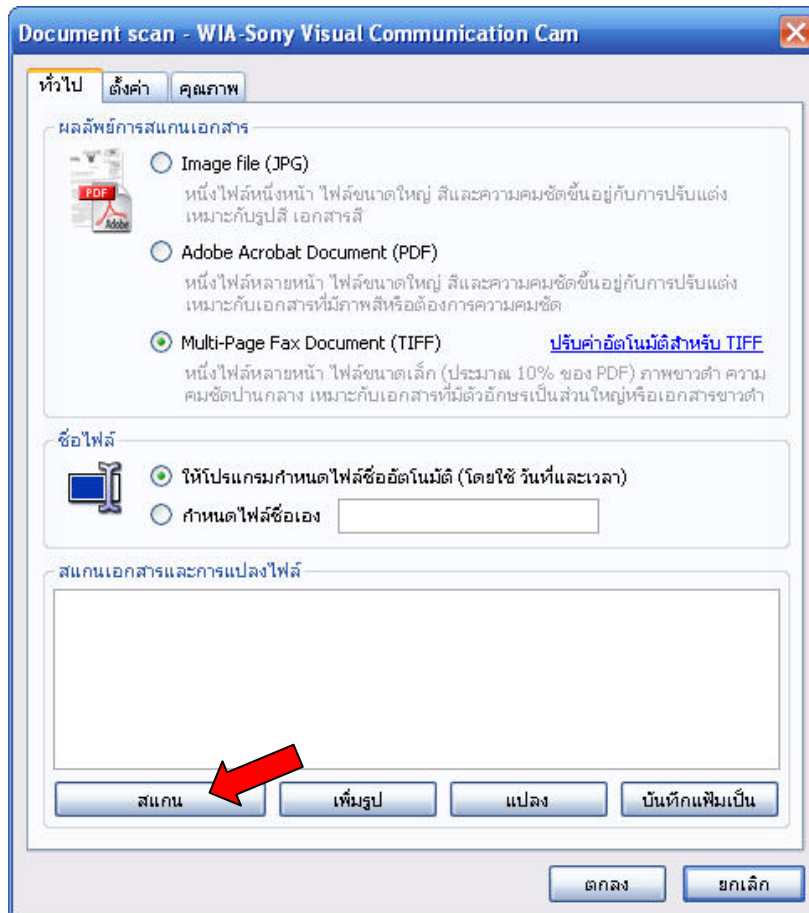 Document scan - WIA-Sony Visual Communication Cam
ทั่วไป
ตั้งค่า
คุณภาพ
ผลลัพย์การสแกนเอกสาร
PDF
Adobe
Image file (JPG)
หนึ่งไฟล์หนึ่งหน้า ไฟล์ขนาดใหญ่ สีและความคมชัดขึ้นอยู่กับการปรับแต่ง
เหมาะกับรูปสี เอกสารสี
Adobe Acrobat Document (PDF)
หนึ่งไฟล์หลายหน้า ไฟล์ขนาดใหญ่ สีและความคมชัดขึ้นอยู่กับการปรับแต่ง
เหมาะกับเอกสารที่มีภาพสีหรือต้องการความคมชัด
Multi-Page Fax Document (TIFF) ปรับค่าอัตโนมัติสำหรับ TIFF
หนึ่งไฟล์หลายหน้า ไฟล์ขนาดเล็ก (ประมาณ 10% ของ PDF) ภาพขาวดำ ความ
คมชัดปานกลาง เหมาะกับเอกสารที่มีตัวอักษรเป็นส่วนใหญ่หรือเอกสารขาวดำ
ชื่อไฟล์
ให้โปรแกรมกำหนดไฟล์ชื่ออัตโนมัติ (โดยใช้ วันที่และเวลา)
กำหนดไฟล์ชื่อเอง
สแกนเอกสารและการแปลงไฟล์
สแกน
เพิ่มรูป
แปลง
บันทึกแฟ้มเป็น
ตกลง
ยกเลิก